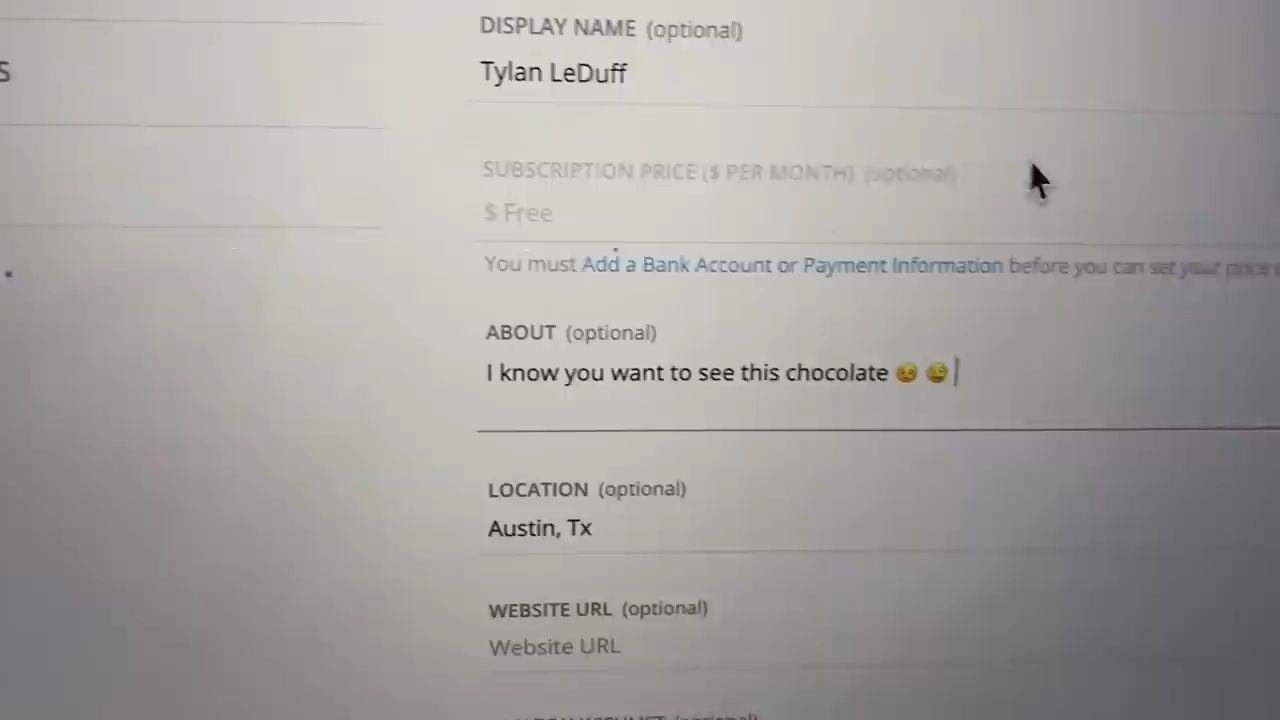 DISPLAY NAME (optional)
S
Tylan LeDuff
SUBSCRIPTION PRICE ($ PER MONTH) (optional)
$ Free
You must Add a Bank Account or Payment Information before you can set your price
ABOUT (optional)
I know you want to see this chocolate 😉 😉
LOCATION (optional)
Austin, Tx
WEBSITE URL (optional)
Website URL
(optional)